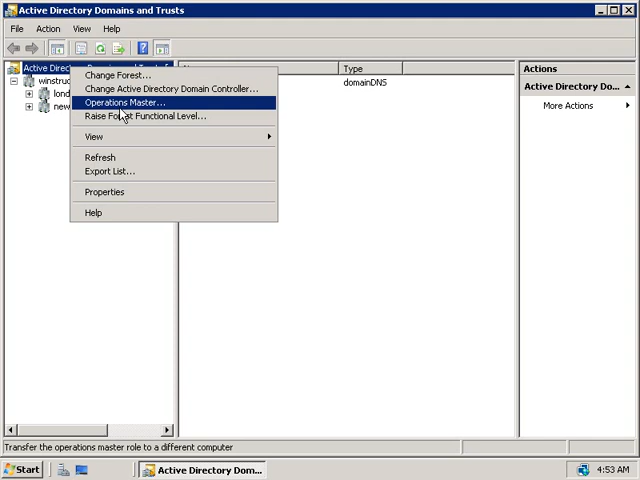 Active Directory Domains and Trusts
File Action View Help
Type
domainDNS
winstruc
lond
new
Change Forest...
Change Active Directory Domain Controller...
Operations Master...
Raise Forest Functional Level...
View
Refresh
Export List...
Properties
Help
Actions
Active Directory Do...
More Actions
Transfer the operations master role to a different computer
Start
Active Directory Dom...
4:53 AM